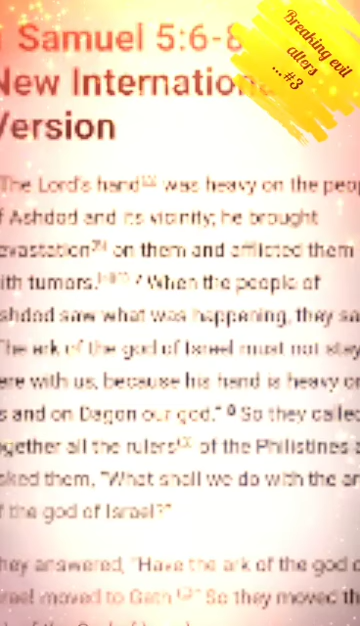 Samuel 5:6-8
New Internation
Version
Breaking evil
alters
...#3
The Lord's hand was heavy on the peop
f Ashdod and its vicinity; he brought
evastation on them and afflicted them
ith tumors. 7 When the people of
shdod saw what was happening, they sa
The ark of the god of Israel must not stay
ere with us, because his hand is heavy on
s and on Dagon our god." 8 So they called
ogether all the rulers of the Philistines a
sked them, "What shall we do with the ar
f the god of Israel?"
hey answered, "Have the ark of the god o
rael moved to Gath." So they moved th